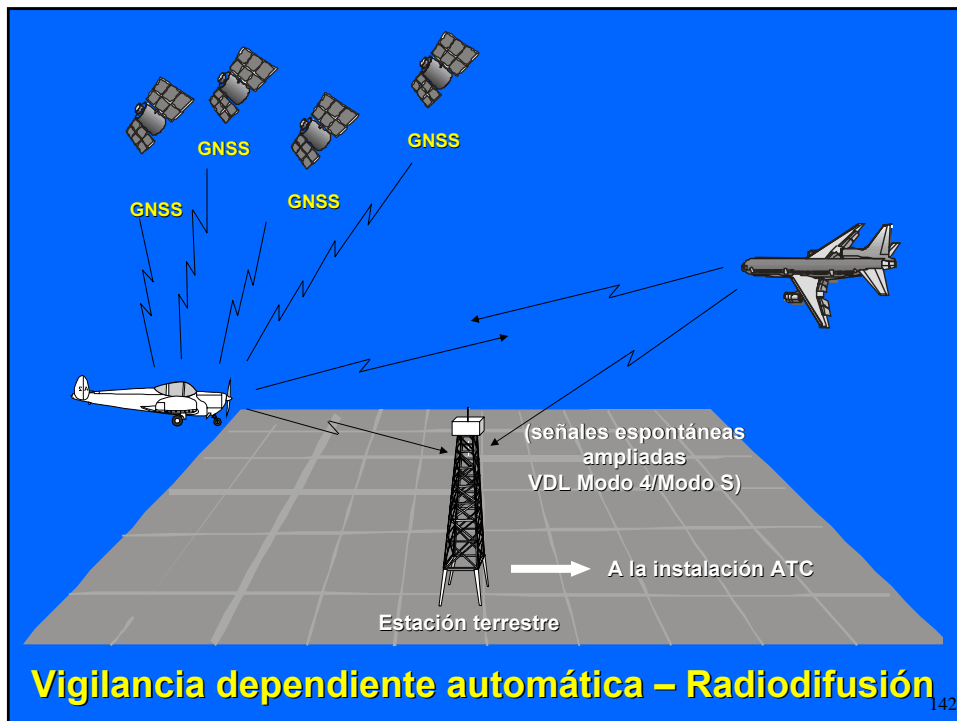 GNSS
GNSS
GNSS
GNSS
(señales espontáneas
ampliadas
VDL Modo 4/Modo S)
A la instalación ATC
Estación terrestre
Vigilancia dependiente automática – Radiodifusión
142